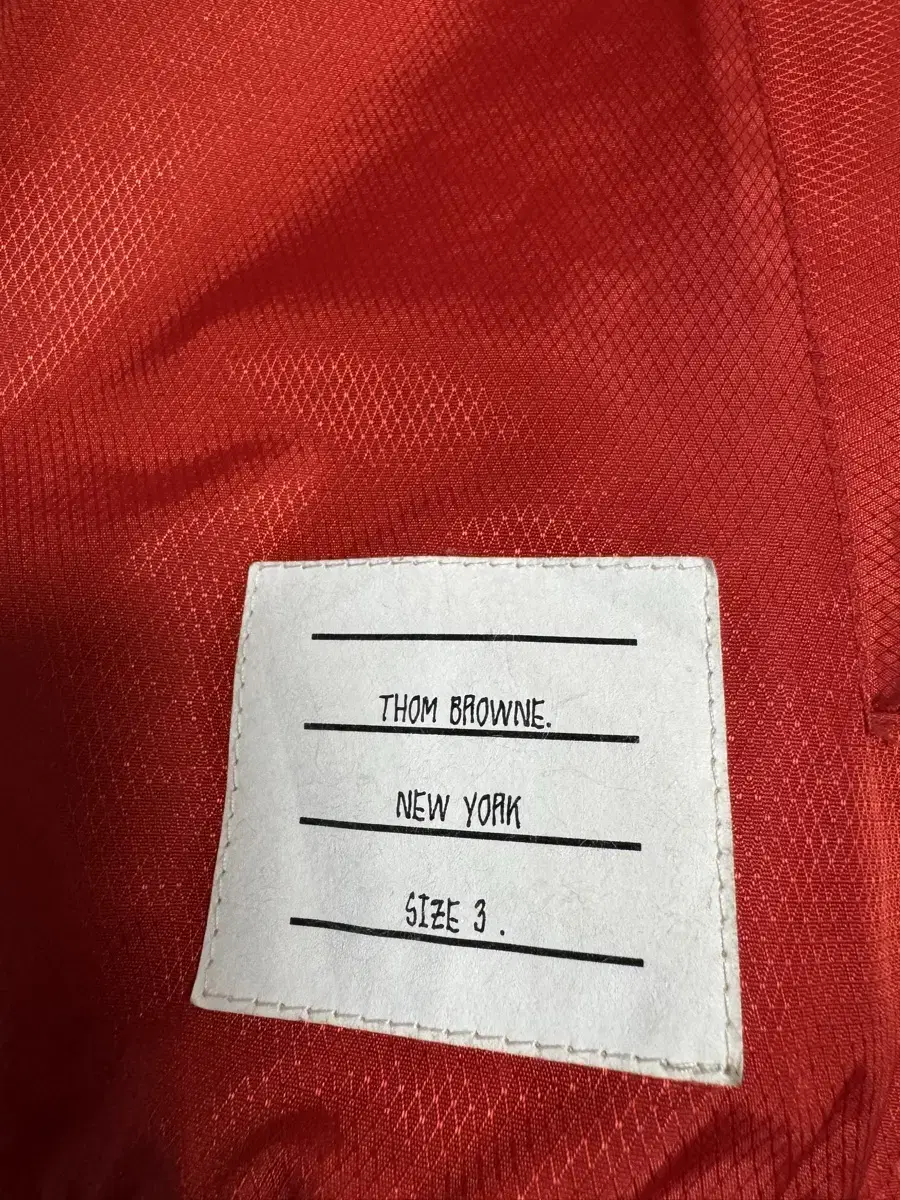 THOM BROWNE.
NEW YORK
SIZE 3 .